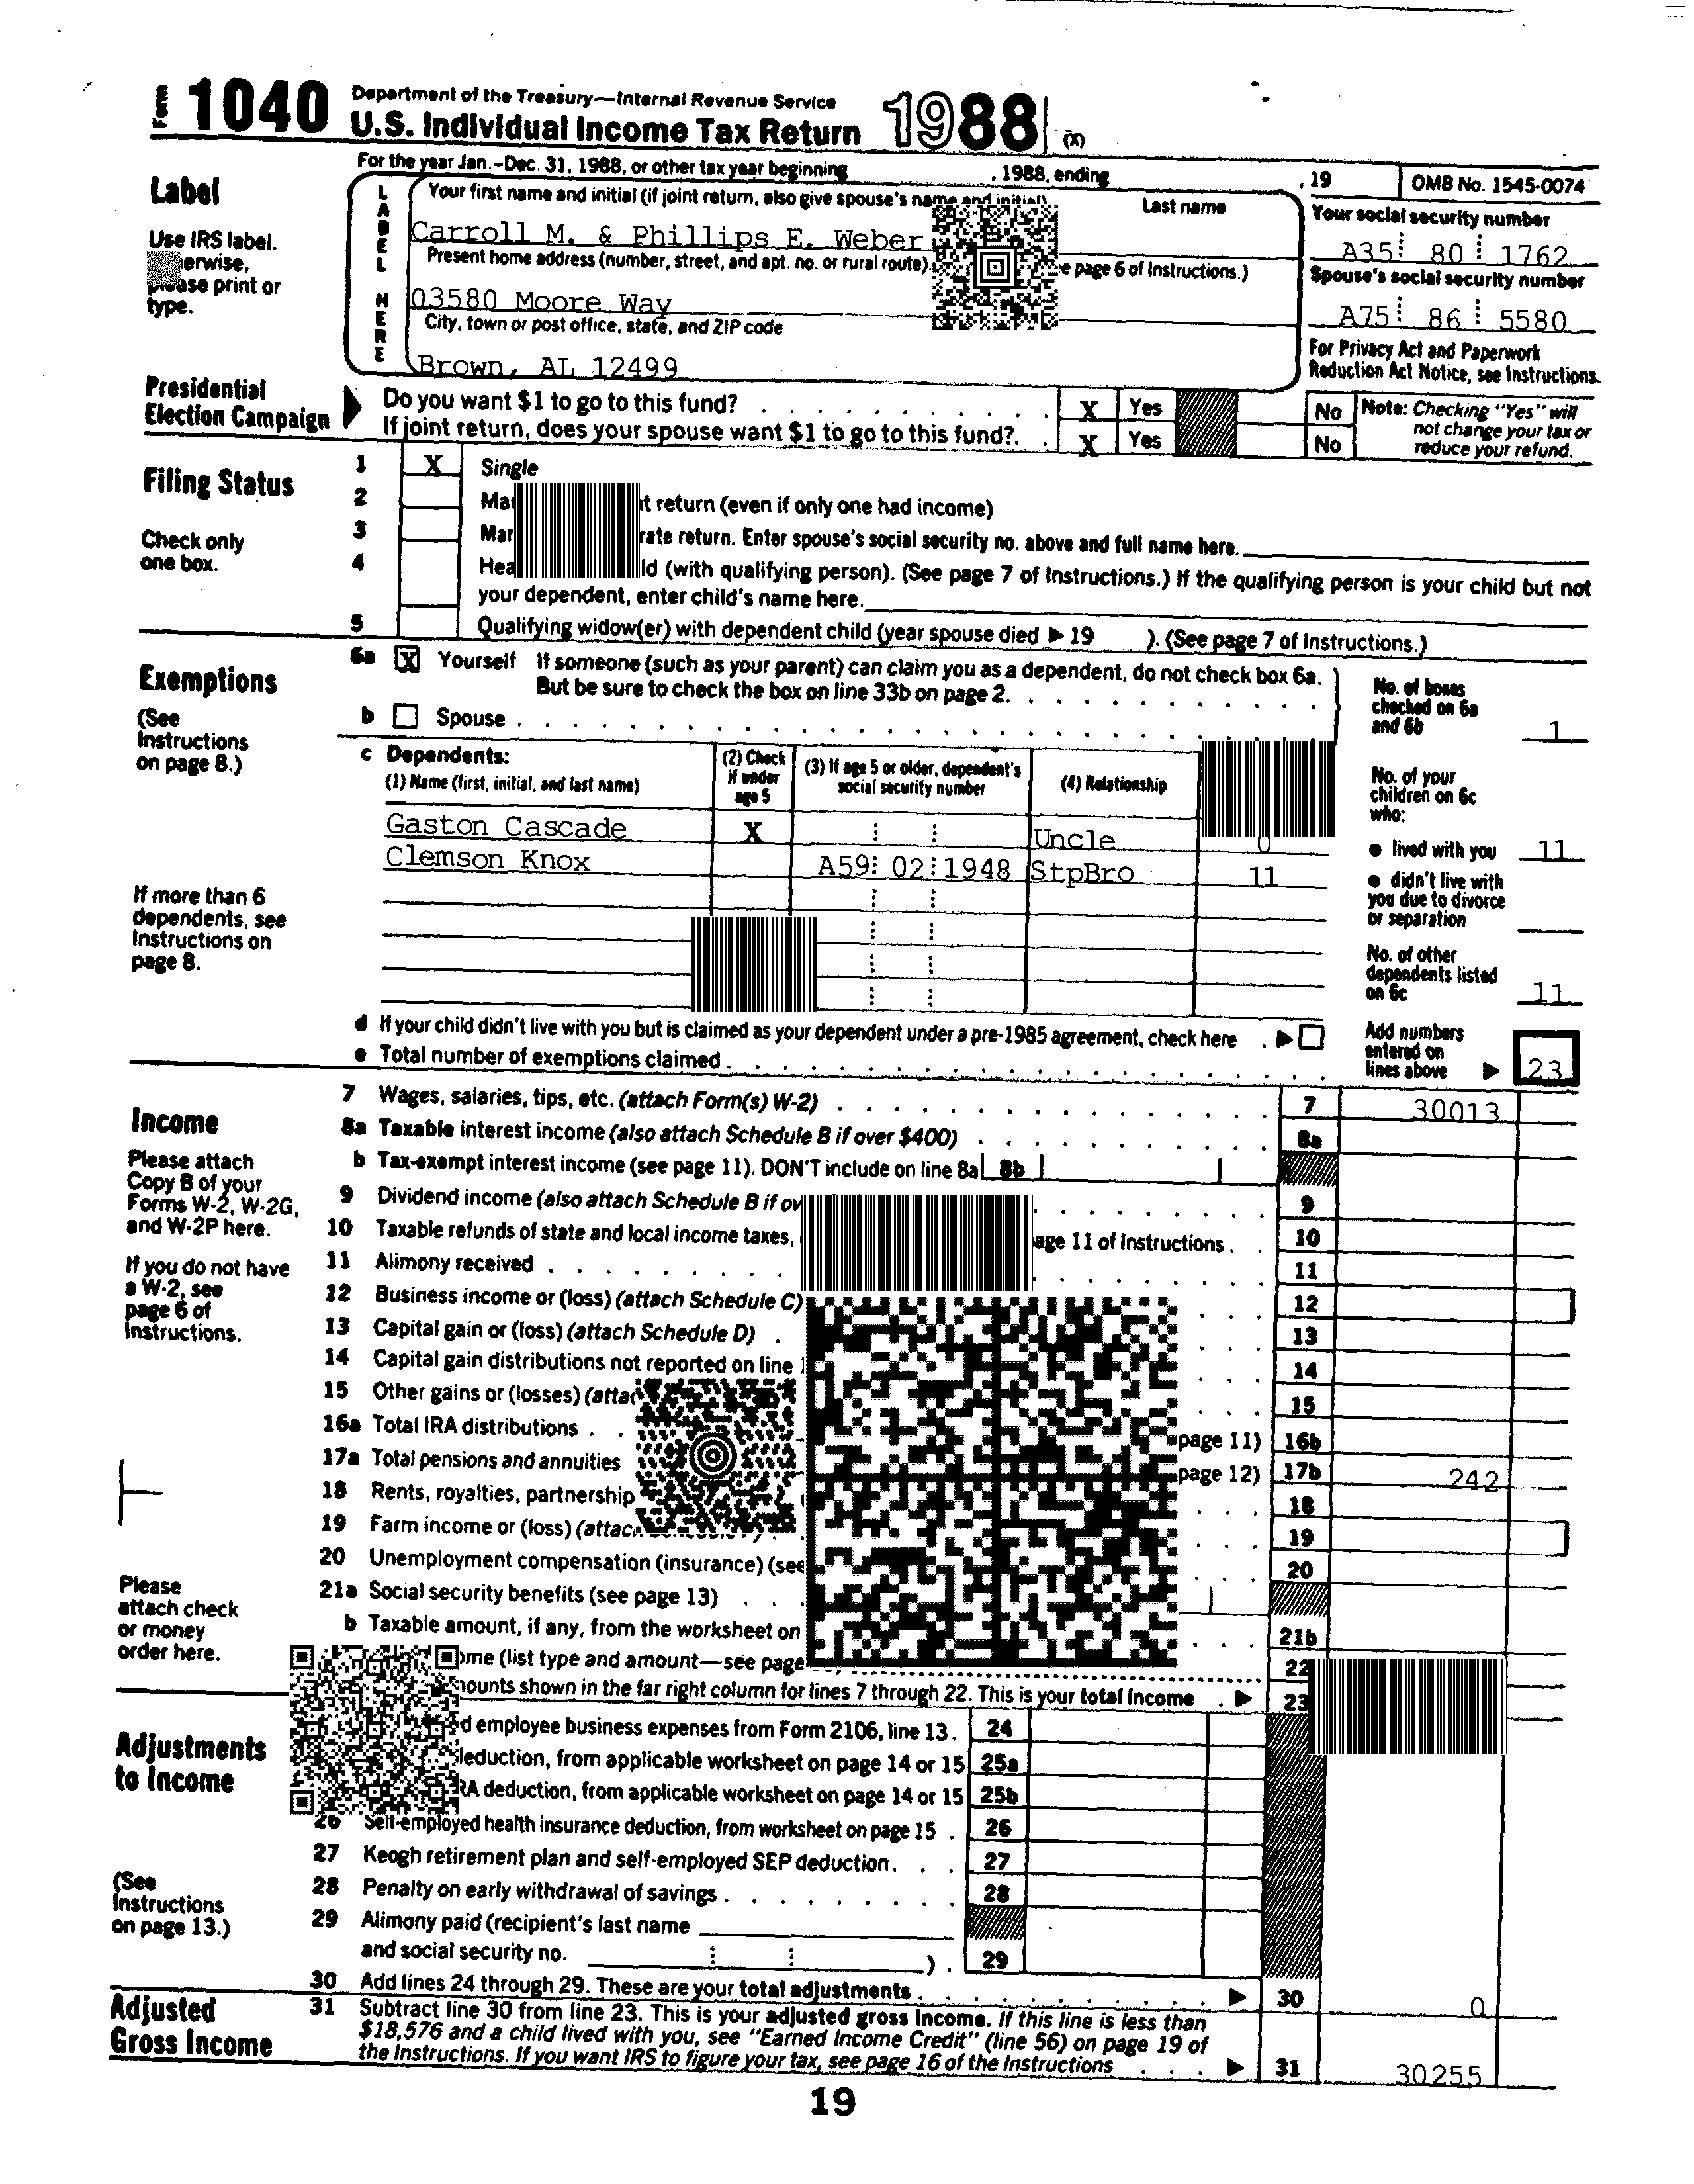 Form 1040 Department of the Treasury—Internal Revenue Service
U.S. Individual Income Tax Return 1988 (X)
For the year Jan.-Dec. 31, 1988, or other tax year beginning , 1988, ending , 19 OMB No. 1545-0074
Label
Use IRS label.
erwise,
please print or
type.
LABEL HERE
Your first name and initial (if joint return, also give spouse's name and initial) Last name
Carroll M. & Phillips E. Weber
Present home address (number, street, and apt. no. or rural route). e page 6 of Instructions.)
03580 Moore Way
City, town or post office, state, and ZIP code
Brown, AL 12499
Your social security number
A35 80 1762
Spouse's social security number
A75 86 5580
For Privacy Act and Paperwork
Reduction Act Notice, see Instructions.
Presidential
Election Campaign
Do you want $1 to go to this fund? X Yes No
If joint return, does your spouse want $1 to go to this fund?. X Yes No
Note: Checking "Yes" will
not change your tax or
reduce your refund.
Filing Status
Check only
one box.
1 X Single
2 t return (even if only one had income)
3 rate return. Enter spouse's social security no. above and full name here.
4 ld (with qualifying person). (See page 7 of Instructions.) If the qualifying person is your child but not
your dependent, enter child's name here.
5 Qualifying widow(er) with dependent child (year spouse died ▶ 19 ). (See page 7 of Instructions.)
Exemptions
(See
Instructions
on page 8.)
If more than 6
dependents, see
Instructions on
page 8.
6a X Yourself If someone (such as your parent) can claim you as a dependent, do not check box 6a.
But be sure to check the box on line 33b on page 2.
b Spouse
c Dependents:
(1) Name (first, initial, and last name)
(2) Check
if under
age 5
(3) If age 5 or older, dependent's
social security number
(4) Relationship
Gaston Cascade X Uncle 0
Clemson Knox A59 02 1948 StpBro 11
No. of boxes
checked on 6a
and 6b 1
No. of your
children on 6c
who:
● lived with you 11
● didn't live with
you due to divorce
or separation
No. of other
dependents listed
on 6c 11
d If your child didn't live with you but is claimed as your dependent under a pre-1985 agreement, check here
e Total number of exemptions claimed
Add numbers
entered on
lines above ▶ 23
Income
Please attach
Copy B of your
Forms W-2, W-2G,
and W-2P here.
If you do not have
a W-2, see
page 6 of
Instructions.
Please
attach check
or money
order here.
7 Wages, salaries, tips, etc. (attach Form(s) W-2) 7 30013
8a Taxable interest income (also attach Schedule B if over $400) 8a
b Tax-exempt interest income (see page 11). DON'T include on line 8a 8b
9 Dividend income (also attach Schedule B if ov 9
10 Taxable refunds of state and local income taxes, age 11 of Instructions. 10
11 Alimony received 11
12 Business income or (loss) (attach Schedule C) 12
13 Capital gain or (loss) (attach Schedule D) 13
14 Capital gain distributions not reported on line 14
15 Other gains or (losses) (attac 15
16a Total IRA distributions page 11) 16b
17a Total pensions and annuities page 12) 17b 242
18 Rents, royalties, partnership 18
19 Farm income or (loss) (attac 19
20 Unemployment compensation (insurance) (see 20
21a Social security benefits (see page 13)
b Taxable amount, if any, from the worksheet on 21b
ome (list type and amount—see page 22
ounts shown in the far right column for lines 7 through 22. This is your total income ▶ 23
Adjustments
to Income
(See
Instructions
on page 13.)
d employee business expenses from Form 2106, line 13. 24
deduction, from applicable worksheet on page 14 or 15 25a
RA deduction, from applicable worksheet on page 14 or 15 25b
26 Self-employed health insurance deduction, from worksheet on page 15 26
27 Keogh retirement plan and self-employed SEP deduction. 27
28 Penalty on early withdrawal of savings 28
29 Alimony paid (recipient's last name
and social security no. ). 29
30 Add lines 24 through 29. These are your total adjustments ▶ 30 0
Adjusted
Gross Income
31 Subtract line 30 from line 23. This is your adjusted gross income. If this line is less than
$18,576 and a child lived with you, see "Earned Income Credit" (line 56) on page 19 of
the Instructions. If you want IRS to figure your tax, see page 16 of the Instructions ▶ 31 30255
19